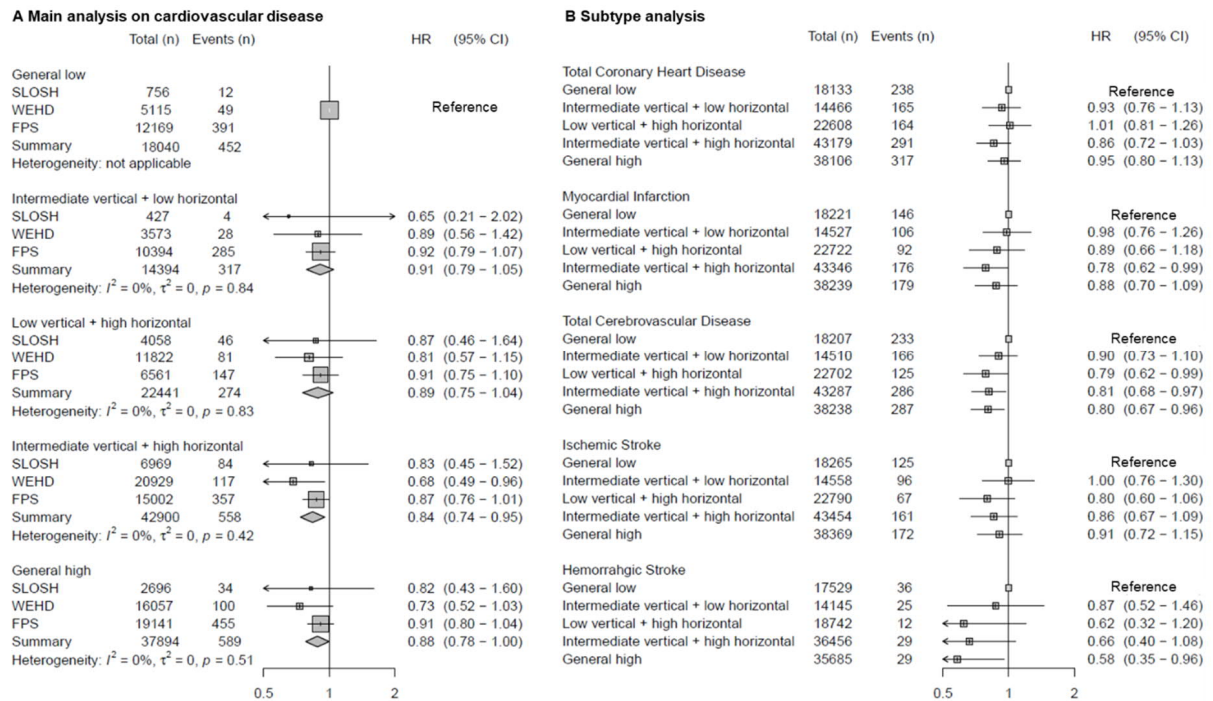 A Main analysis on cardiovascular disease
Total (n) Events (n) HR (95% CI)
General low
SLOSH 756 12
WEHD 5115 49 Reference
FPS 12169 391
Summary 18040 452
Heterogeneity: not applicable
Intermediate vertical + low horizontal
SLOSH 427 4 0.65 (0.21 − 2.02)
WEHD 3573 28 0.89 (0.56 − 1.42)
FPS 10394 285 0.92 (0.79 − 1.07)
Summary 14394 317 0.91 (0.79 − 1.05)
Heterogeneity: I² = 0%, τ² = 0, p = 0.84
Low vertical + high horizontal
SLOSH 4058 46 0.87 (0.46 − 1.64)
WEHD 11822 81 0.81 (0.57 − 1.15)
FPS 6561 147 0.91 (0.75 − 1.10)
Summary 22441 274 0.89 (0.75 − 1.04)
Heterogeneity: I² = 0%, τ² = 0, p = 0.83
Intermediate vertical + high horizontal
SLOSH 6969 84 0.83 (0.45 − 1.52)
WEHD 20929 117 0.68 (0.49 − 0.96)
FPS 15002 357 0.87 (0.76 − 1.01)
Summary 42900 558 0.84 (0.74 − 0.95)
Heterogeneity: I² = 0%, τ² = 0, p = 0.42
General high
SLOSH 2696 34 0.82 (0.43 − 1.60)
WEHD 16057 100 0.73 (0.52 − 1.03)
FPS 19141 455 0.91 (0.80 − 1.04)
Summary 37894 589 0.88 (0.78 − 1.00)
Heterogeneity: I² = 0%, τ² = 0, p = 0.51
0.5 1 2
B Subtype analysis
Total (n) Events (n) HR (95% CI)
Total Coronary Heart Disease
General low 18133 238 Reference
Intermediate vertical + low horizontal 14466 165 0.93 (0.76 − 1.13)
Low vertical + high horizontal 22608 164 1.01 (0.81 − 1.26)
Intermediate vertical + high horizontal 43179 291 0.86 (0.72 − 1.03)
General high 38106 317 0.95 (0.80 − 1.13)
Myocardial Infarction
General low 18221 146 Reference
Intermediate vertical + low horizontal 14527 106 0.98 (0.76 − 1.26)
Low vertical + high horizontal 22722 92 0.89 (0.66 − 1.18)
Intermediate vertical + high horizontal 43346 176 0.78 (0.62 − 0.99)
General high 38239 179 0.88 (0.70 − 1.09)
Total Cerebrovascular Disease
General low 18207 233 Reference
Intermediate vertical + low horizontal 14510 166 0.90 (0.73 − 1.10)
Low vertical + high horizontal 22702 125 0.79 (0.62 − 0.99)
Intermediate vertical + high horizontal 43287 286 0.81 (0.68 − 0.97)
General high 38238 287 0.80 (0.67 − 0.96)
Ischemic Stroke
General low 18265 125 Reference
Intermediate vertical + low horizontal 14558 96 1.00 (0.76 − 1.30)
Low vertical + high horizontal 22790 67 0.80 (0.60 − 1.06)
Intermediate vertical + high horizontal 43454 161 0.86 (0.67 − 1.09)
General high 38369 172 0.91 (0.72 − 1.15)
Hemorrahgic Stroke
General low 17529 36 Reference
Intermediate vertical + low horizontal 14145 25 0.87 (0.52 − 1.46)
Low vertical + high horizontal 18742 12 0.62 (0.32 − 1.20)
Intermediate vertical + high horizontal 36456 29 0.66 (0.40 − 1.08)
General high 35685 29 0.58 (0.35 − 0.96)
0.5 1 2